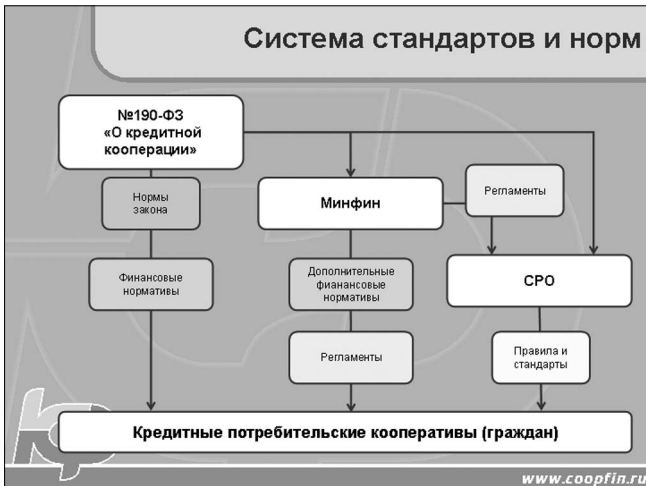 Система стандартов и норм
№190-ФЗ
«О кредитной
кооперации»
Нормы
закона
Минфин
Регламенты
Финансовые
нормативы
Дополнительные
фианансовые
нормативы
СРО
Регламенты
Правила и
стандарты
Кредитные потребительские кооперативы (граждан)
www.coopfin.ru